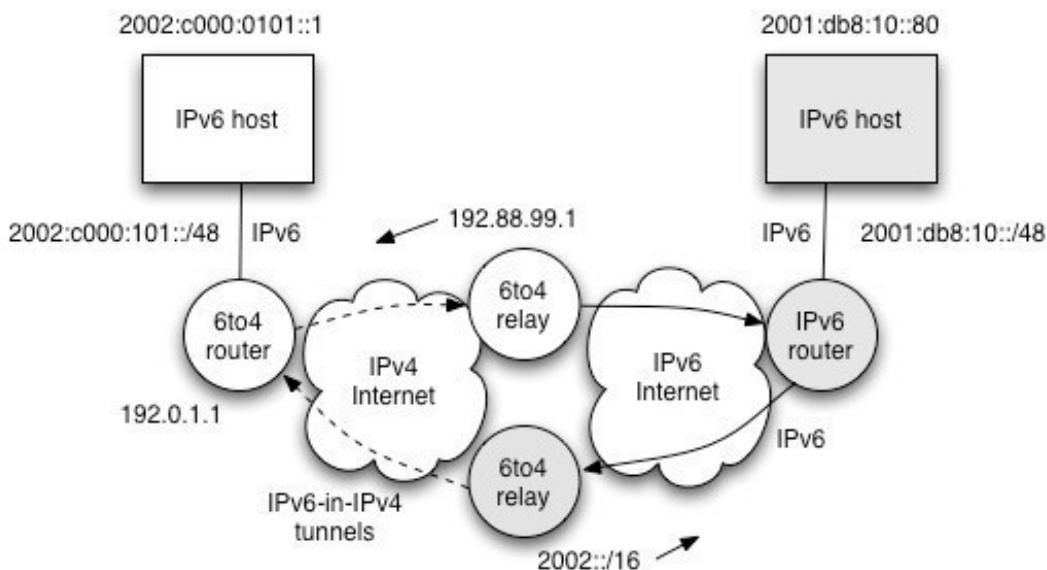 2002:c000:0101::1
2001:db8:10::80
IPv6 host
IPv6 host
2002:c000:101::/48
IPv6
192.88.99.1
IPv6
2001:db8:10::/48
6to4
router
6to4
relay
IPv6
router
IPv4
Internet
IPv6
Internet
192.0.1.1
IPv6
6to4
relay
IPv6-in-IPv4
tunnels
2002::/16